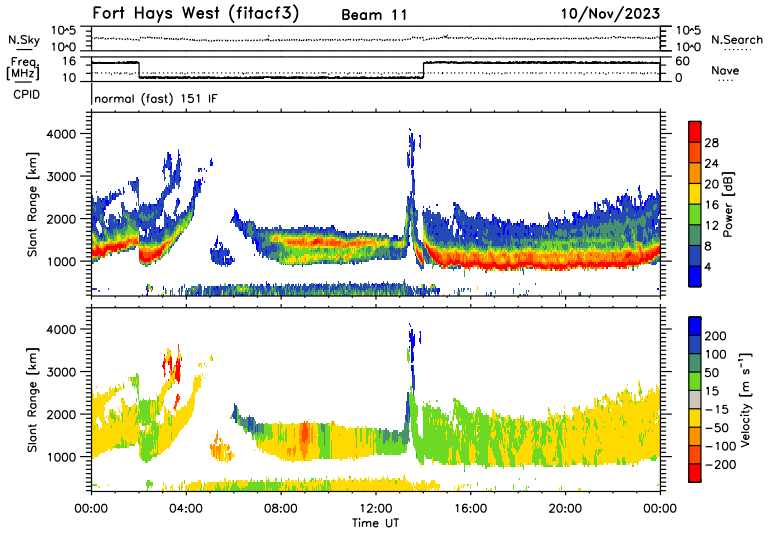 Fort Hays West (fitacf3) Beam 11 10/Nov/2023
N.Sky 10^5 10^5 N.Search
10^0 10^0
Freq. 16 60
[MHz] 10 0 Nave
CPID normal (fast) 151 IF
Slant Range [km]
4000
3000
2000
1000
28
24
20
16
12
8
4
Power [dB]
Slant Range [km]
4000
3000
2000
1000
200
100
50
15
−15
−50
−100
−200
Velocity [m s⁻¹]
00:00 04:00 08:00 12:00 16:00 20:00 00:00
Time UT